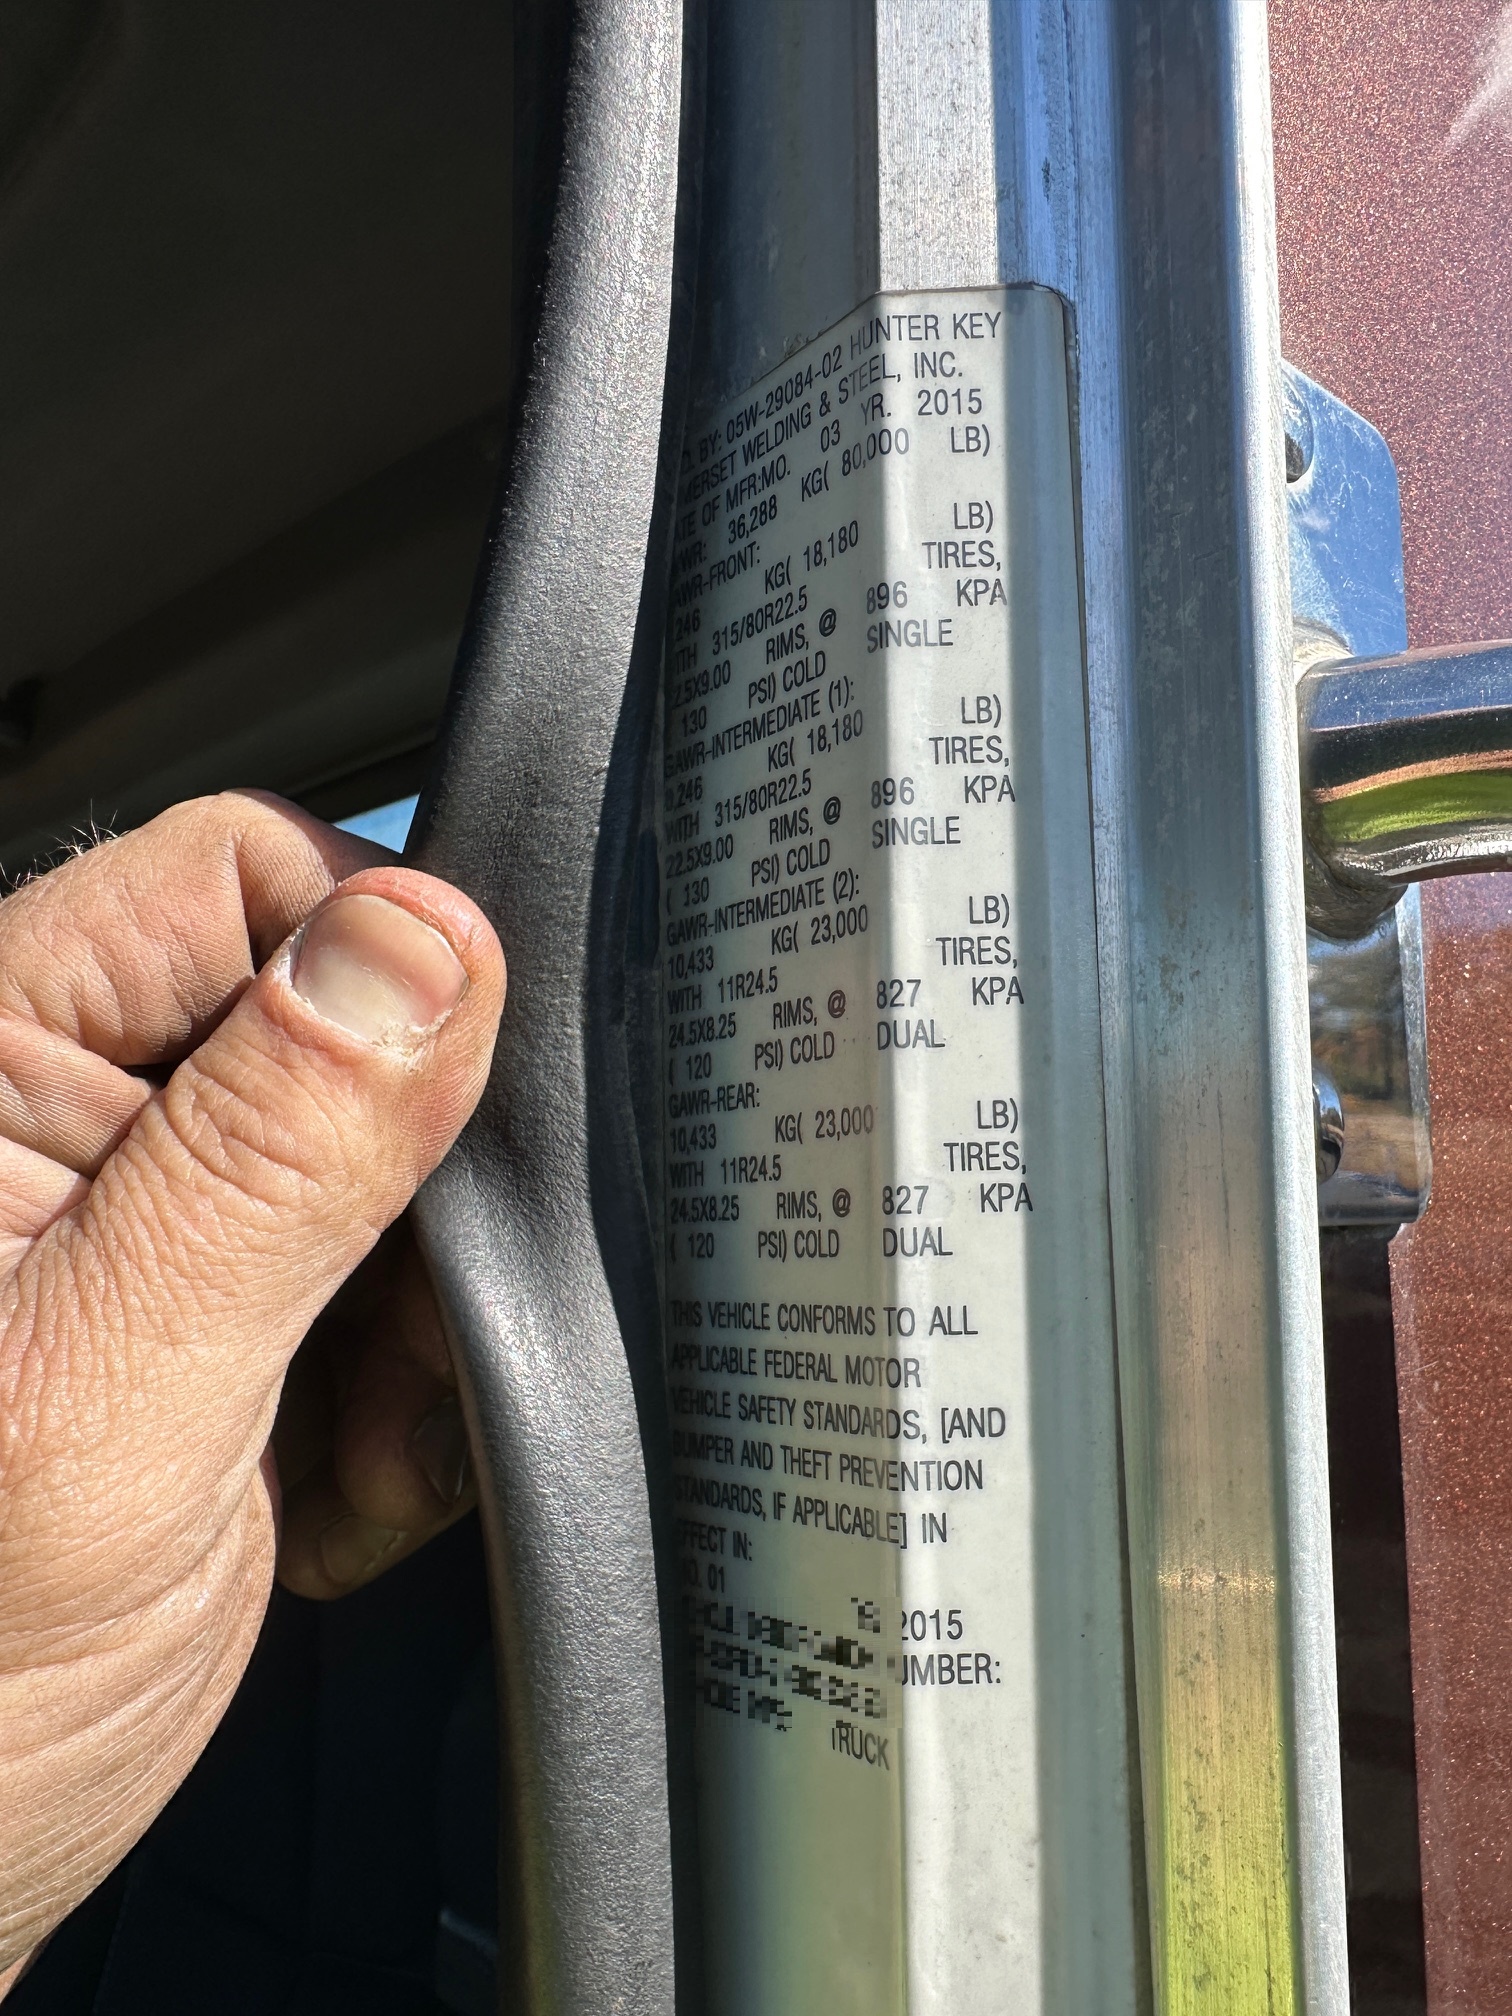 BY: 05W-29084-02 HUNTER KEY
MERSET WELDING & STEEL, INC.
TE OF MFR:MO. 03 YR. 2015
WR: 36,288 KG( 80,000 LB)
AWR-FRONT:
246 KG( 18,180 LB)
ITH 315/80R22.5 TIRES,
2.5X9.00 RIMS, @ 896 KPA
130 PSI) COLD SINGLE
GAWR-INTERMEDIATE (1):
8,246 KG( 18,180 LB)
WITH 315/80R22.5 TIRES,
22.5X9.00 RIMS, @ 896 KPA
( 130 PSI) COLD SINGLE
GAWR-INTERMEDIATE (2):
10,433 KG( 23,000 LB)
WITH 11R24.5 TIRES,
24.5X8.25 RIMS, @ 827 KPA
( 120 PSI) COLD DUAL
GAWR-REAR:
10,433 KG( 23,000 LB)
WITH 11R24.5 TIRES,
24.5X8.25 RIMS, @ 827 KPA
( 120 PSI) COLD DUAL
THIS VEHICLE CONFORMS TO ALL
APPLICABLE FEDERAL MOTOR
VEHICLE SAFETY STANDARDS, [AND
BUMPER AND THEFT PREVENTION
STANDARDS, IF APPLICABLE] IN
FFECT IN:
O. 01
2015
UMBER:
TRUCK